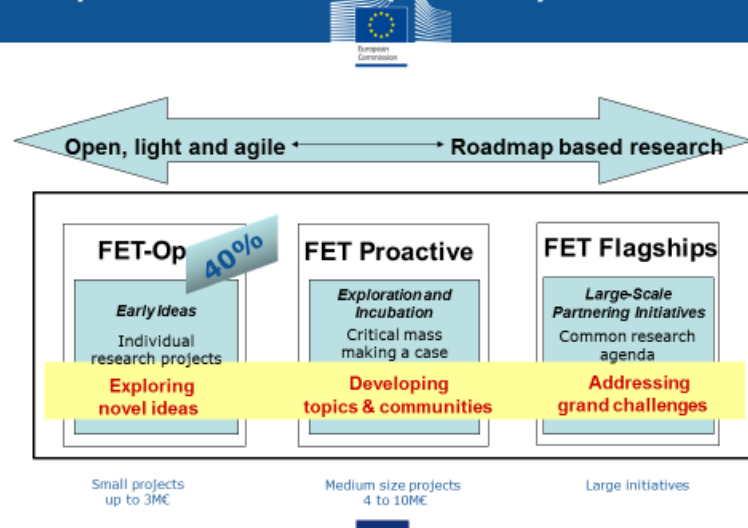 European
Commission
Open, light and agile
Roadmap based research
FET-Op
40%
Early Ideas
Individual
research projects
Exploring
novel ideas
FET Proactive
Exploration and
Incubation
Critical mass
making a case
Developing
topics & communities
FET Flagships
Large-Scale
Partnering Initiatives
Common research
agenda
Addressing
grand challenges
Small projects
up to 3M€
Medium size projects
4 to 10M€
Large initiatives